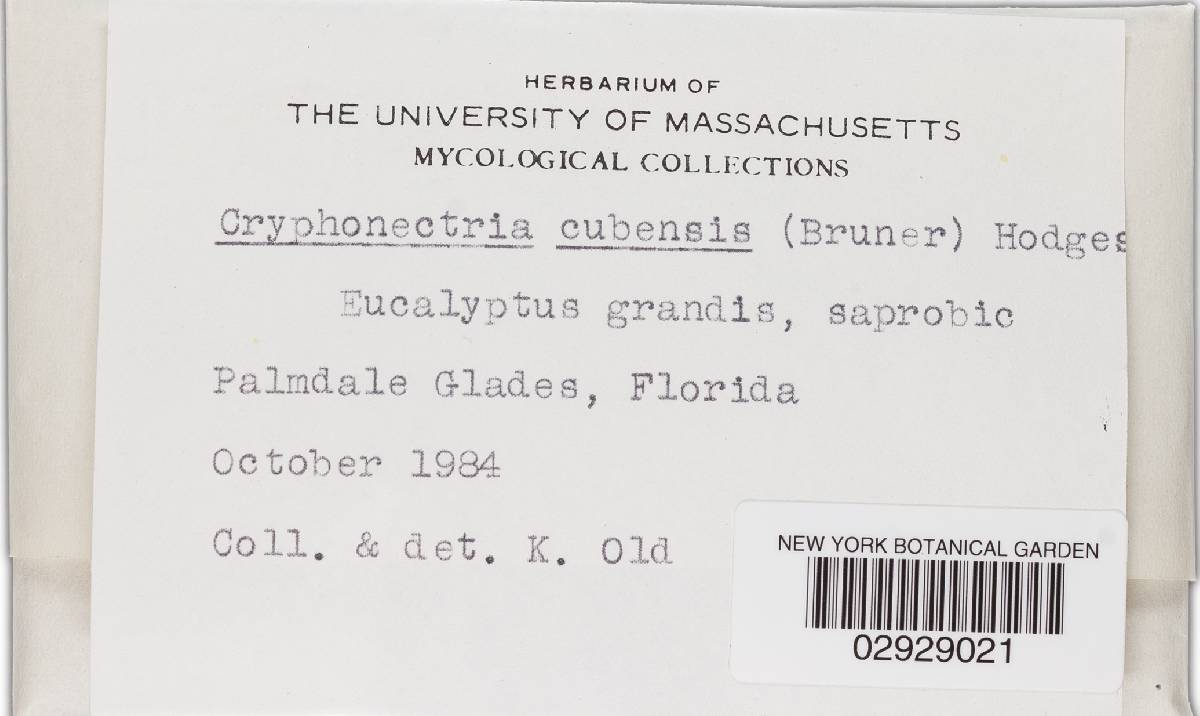 HERBARIUM OF
THE UNIVERSITY OF MASSACHUSETTS
MYCOLOGICAL COLLECTIONS
Cryphonectria cubensis (Bruner) Hodges
Eucalyptus grandis, saprobic
Palmdale Glades, Florida
October 1984
Coll. & det. K. Old
NEW YORK BOTANICAL GARDEN
02929021